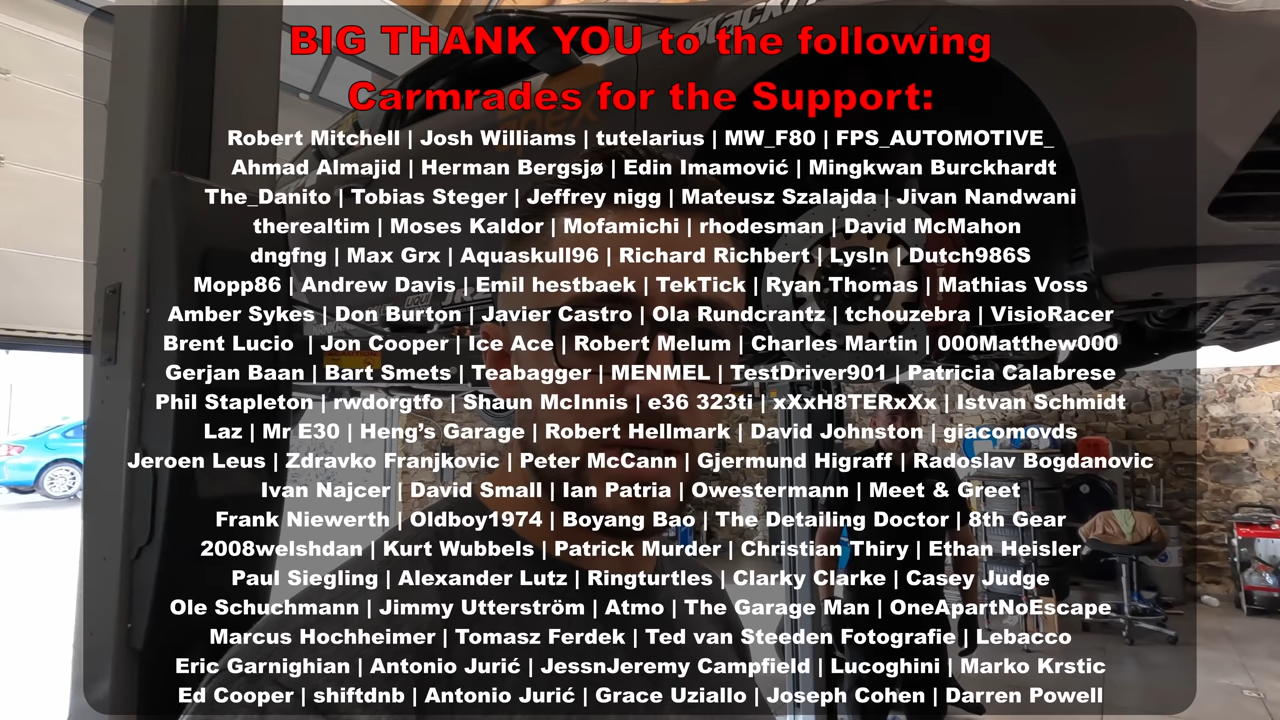 BIG THANK YOU to the following
Carmrades for the Support:
Robert Mitchell | Josh Williams | tutelarius | MW_F80 | FPS_AUTOMOTIVE_
Ahmad Almajid | Herman Bergsjø | Edin Imamović | Mingkwan Burckhardt
The_Danito | Tobias Steger | Jeffrey nigg | Mateusz Szalajda | Jivan Nandwani
therealtim | Moses Kaldor | Mofamichi | rhodesman | David McMahon
dngfng | Max Grx | Aquaskull96 | Richard Richbert | Lysln | Dutch986S
Mopp86 | Andrew Davis | Emil hestbaek | TekTick | Ryan Thomas | Mathias Voss
Amber Sykes | Don Burton | Javier Castro | Ola Rundcrantz | tchouzebra | VisioRacer
Brent Lucio | Jon Cooper | Ice Ace | Robert Melum | Charles Martin | 000Matthew000
Gerjan Baan | Bart Smets | Teabagger | MENMEL | TestDriver901 | Patricia Calabrese
Phil Stapleton | rwdorgtfo | Shaun McInnis | e36 323ti | xXxH8TERxXx | Istvan Schmidt
Laz | Mr E30 | Heng’s Garage | Robert Hellmark | David Johnston | giacomovds
Jeroen Leus | Zdravko Franjkovic | Peter McCann | Gjermund Higraff | Radoslav Bogdanovic
Ivan Najcer | David Small | Ian Patria | Owestermann | Meet & Greet
Frank Niewerth | Oldboy1974 | Boyang Bao | The Detailing Doctor | 8th Gear
2008welshdan | Kurt Wubbels | Patrick Murder | Christian Thiry | Ethan Heisler
Paul Siegling | Alexander Lutz | Ringturtles | Clarky Clarke | Casey Judge
Ole Schuchmann | Jimmy Utterström | Atmo | The Garage Man | OneApartNoEscape
Marcus Hochheimer | Tomasz Ferdek | Ted van Steeden Fotografie | Lebacco
Eric Garnighian | Antonio Jurić | JessnJeremy Campfield | Lucoghini | Marko Krstic
Ed Cooper | shiftdnb | Antonio Jurić | Grace Uziallo | Joseph Cohen | Darren Powell